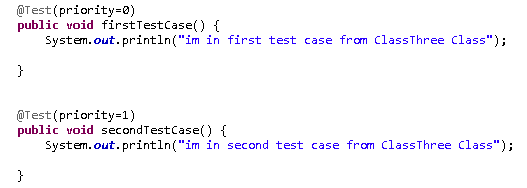 @Test(priority=0)
public void firstTestCase() {
System.out.println("im in first test case from ClassThree Class");
}
@Test(priority=1)
public void secondTestCase() {
System.out.println("im in second test case from ClassThree Class");
}